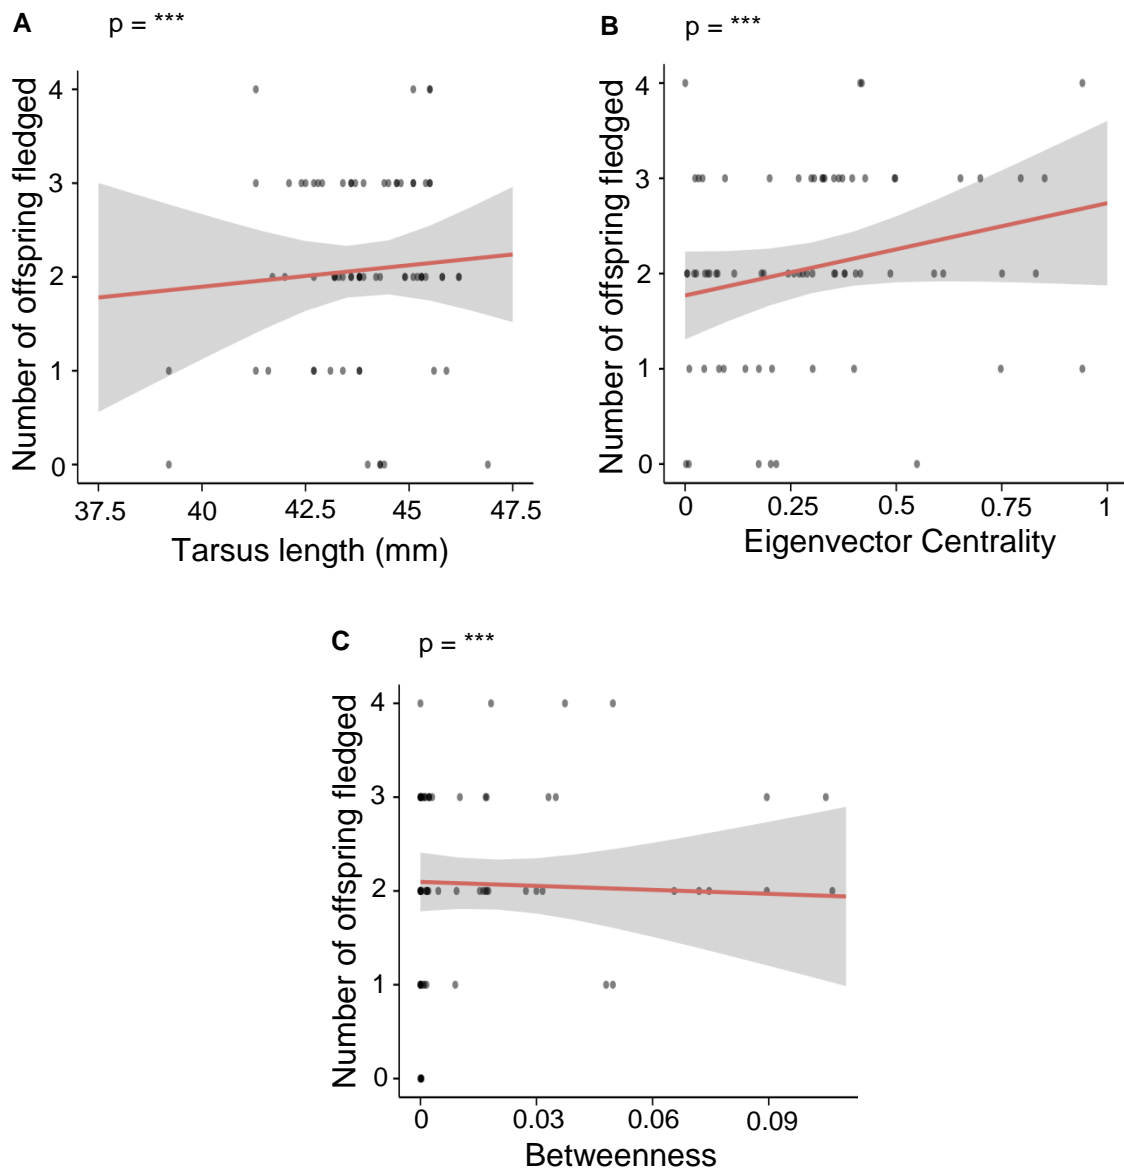 A
p = ***
Number of offspring fledged
4
3
2
1
0
37.5 40 42.5 45 47.5
Tarsus length (mm)
B
p = ***
Number of offspring fledged
4
3
2
1
0
0 0.25 0.5 0.75 1
Eigenvector Centrality
C
p = ***
Number of offspring fledged
4
3
2
1
0
0 0.03 0.06 0.09
Betweenness